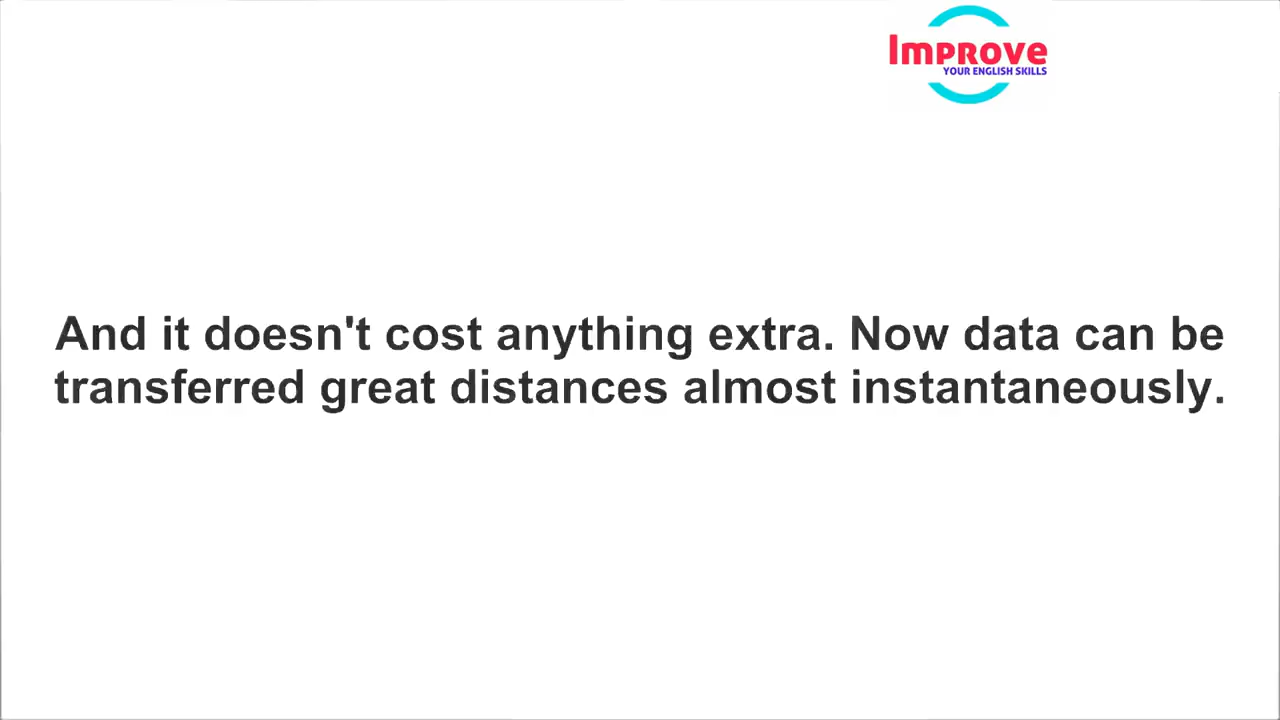 Improve
YOUR ENGLISH SKILLS
And it doesn't cost anything extra. Now data can be
transferred great distances almost instantaneously.